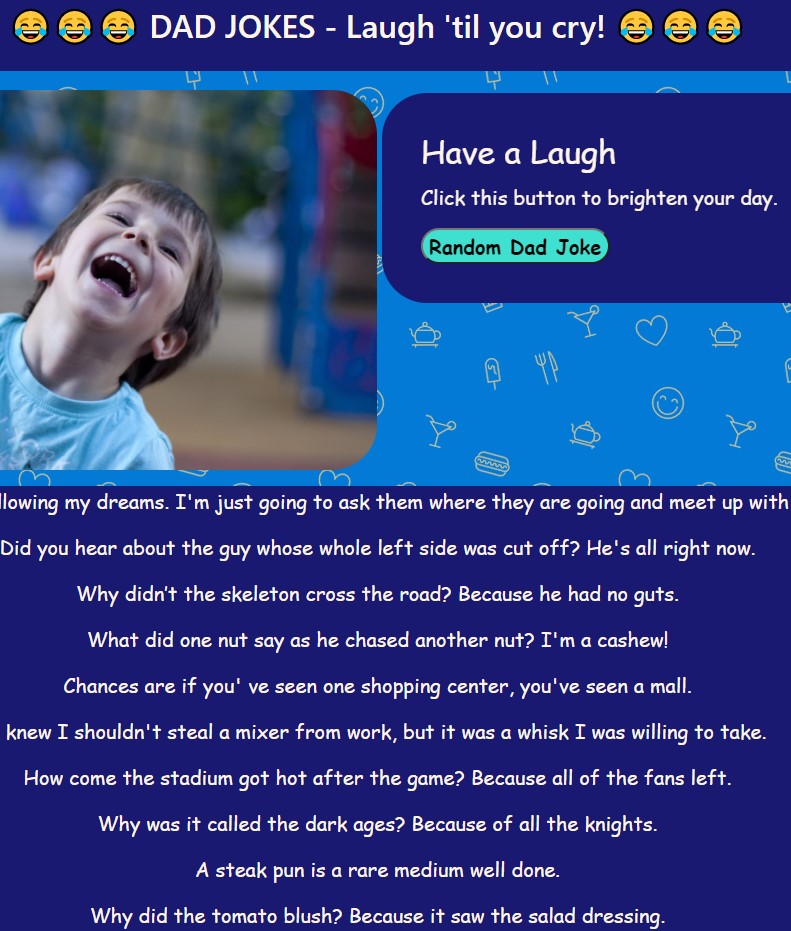 😂 😂 😂 DAD JOKES - Laugh 'til you cry! 😂 😂 😂
Have a Laugh
Click this button to brighten your day.
Random Dad Joke
llowing my dreams. I'm just going to ask them where they are going and meet up with
Did you hear about the guy whose whole left side was cut off? He's all right now.
Why didn’t the skeleton cross the road? Because he had no guts.
What did one nut say as he chased another nut? I'm a cashew!
Chances are if you' ve seen one shopping center, you've seen a mall.
knew I shouldn't steal a mixer from work, but it was a whisk I was willing to take.
How come the stadium got hot after the game? Because all of the fans left.
Why was it called the dark ages? Because of all the knights.
A steak pun is a rare medium well done.
Why did the tomato blush? Because it saw the salad dressing.